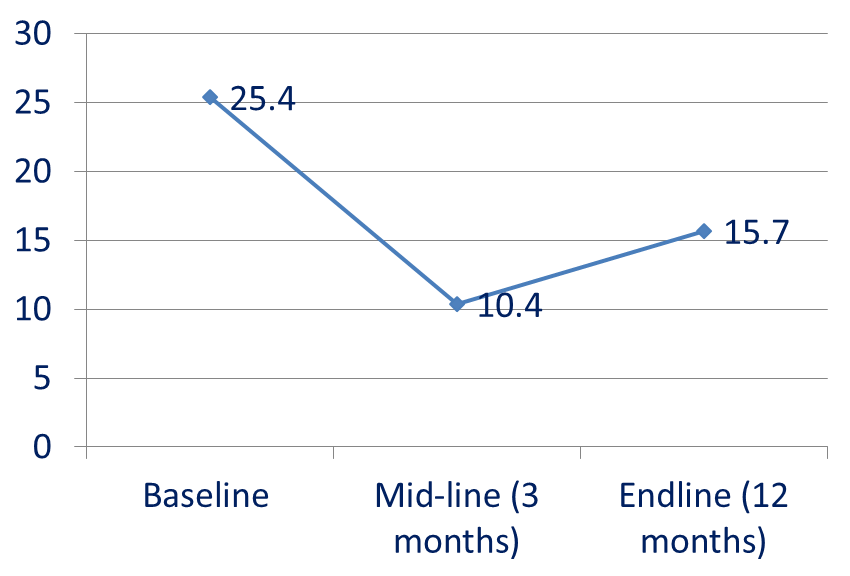 30
25
20
15
10
5
0
25.4
10.4
15.7
Baseline
Mid-line (3
months)
Endline (12
months)